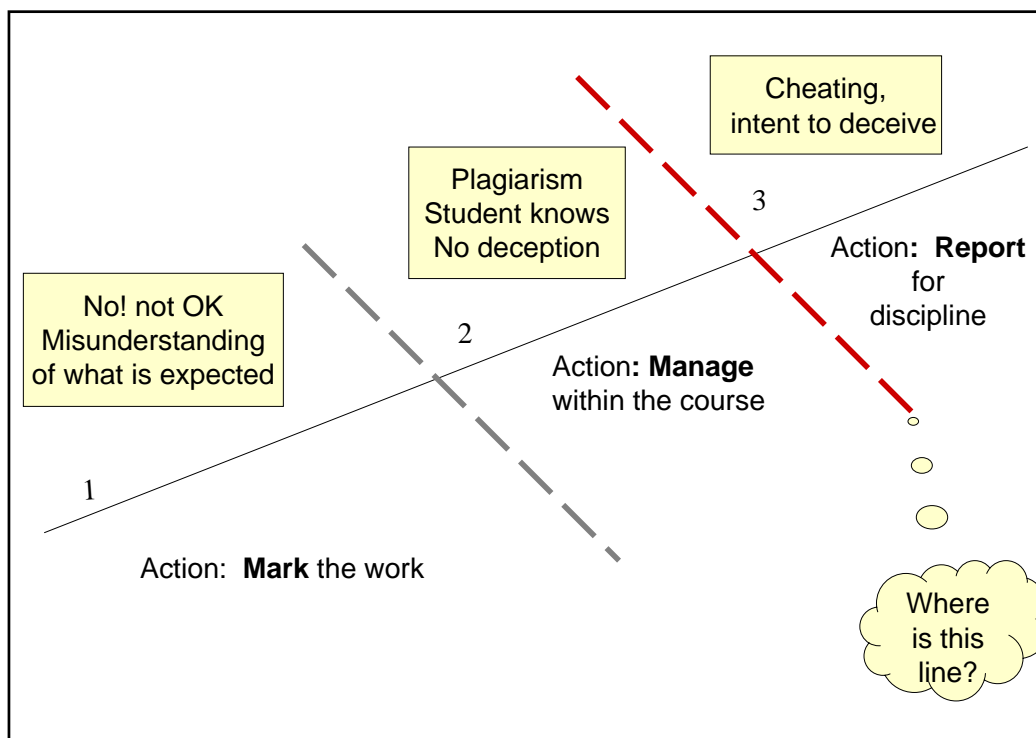 Cheating,
intent to deceive
Plagiarism
Student knows
No deception
3
Action: Report
for
discipline
No! not OK
Misunderstanding
of what is expected
2
Action: Manage
within the course
1
Action: Mark the work
Where
is this
line?